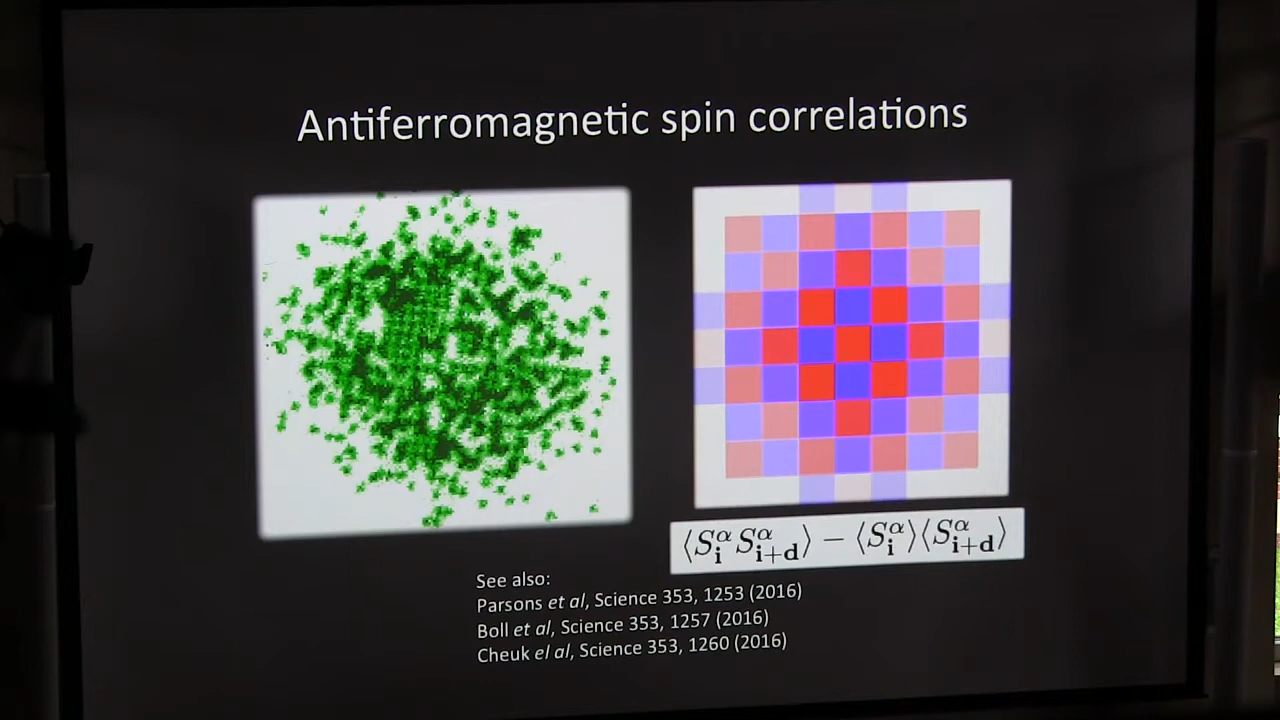 Antiferromagnetic spin correlations
⟨S_i^α S_{i+d}^α⟩ − ⟨S_i^α⟩⟨S_{i+d}^α⟩
See also:
Parsons et al, Science 353, 1253 (2016)
Boll et al, Science 353, 1257 (2016)
Cheuk el al, Science 353, 1260 (2016)